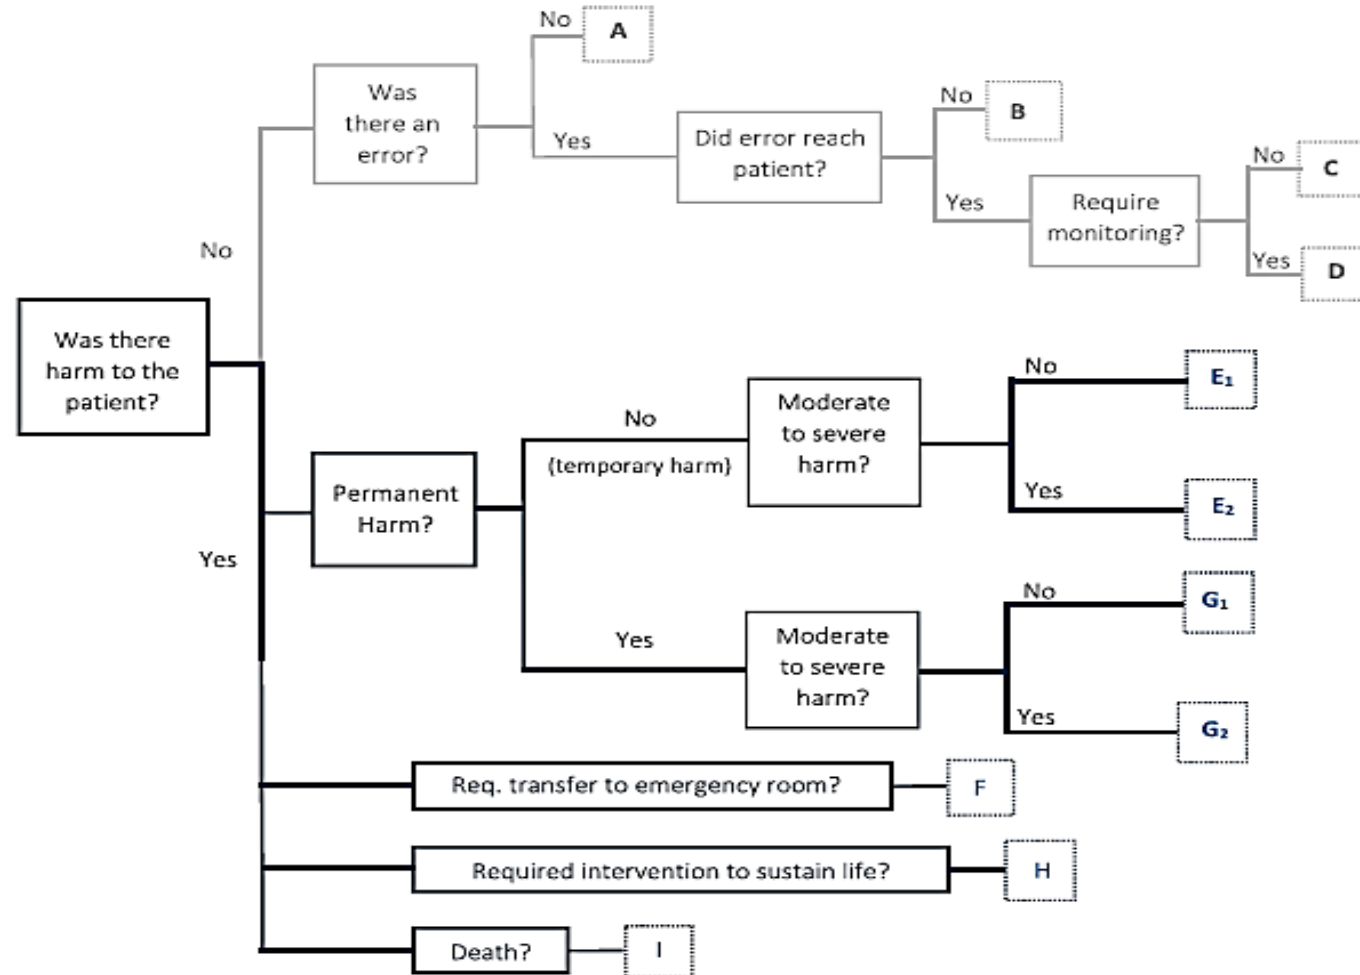 No
A
Was
there an
error?
Yes
Did error reach
patient?
No
B
Yes
Require
monitoring?
No
C
Yes
D
No
Was there
harm to the
patient?
Yes
Permanent
Harm?
No
(temporary harm)
Moderate
to severe
harm?
No
E₁
Yes
E₂
Yes
Moderate
to severe
harm?
No
G₁
Yes
G₂
Req. transfer to emergency room?
F
Required intervention to sustain life?
H
Death?
I